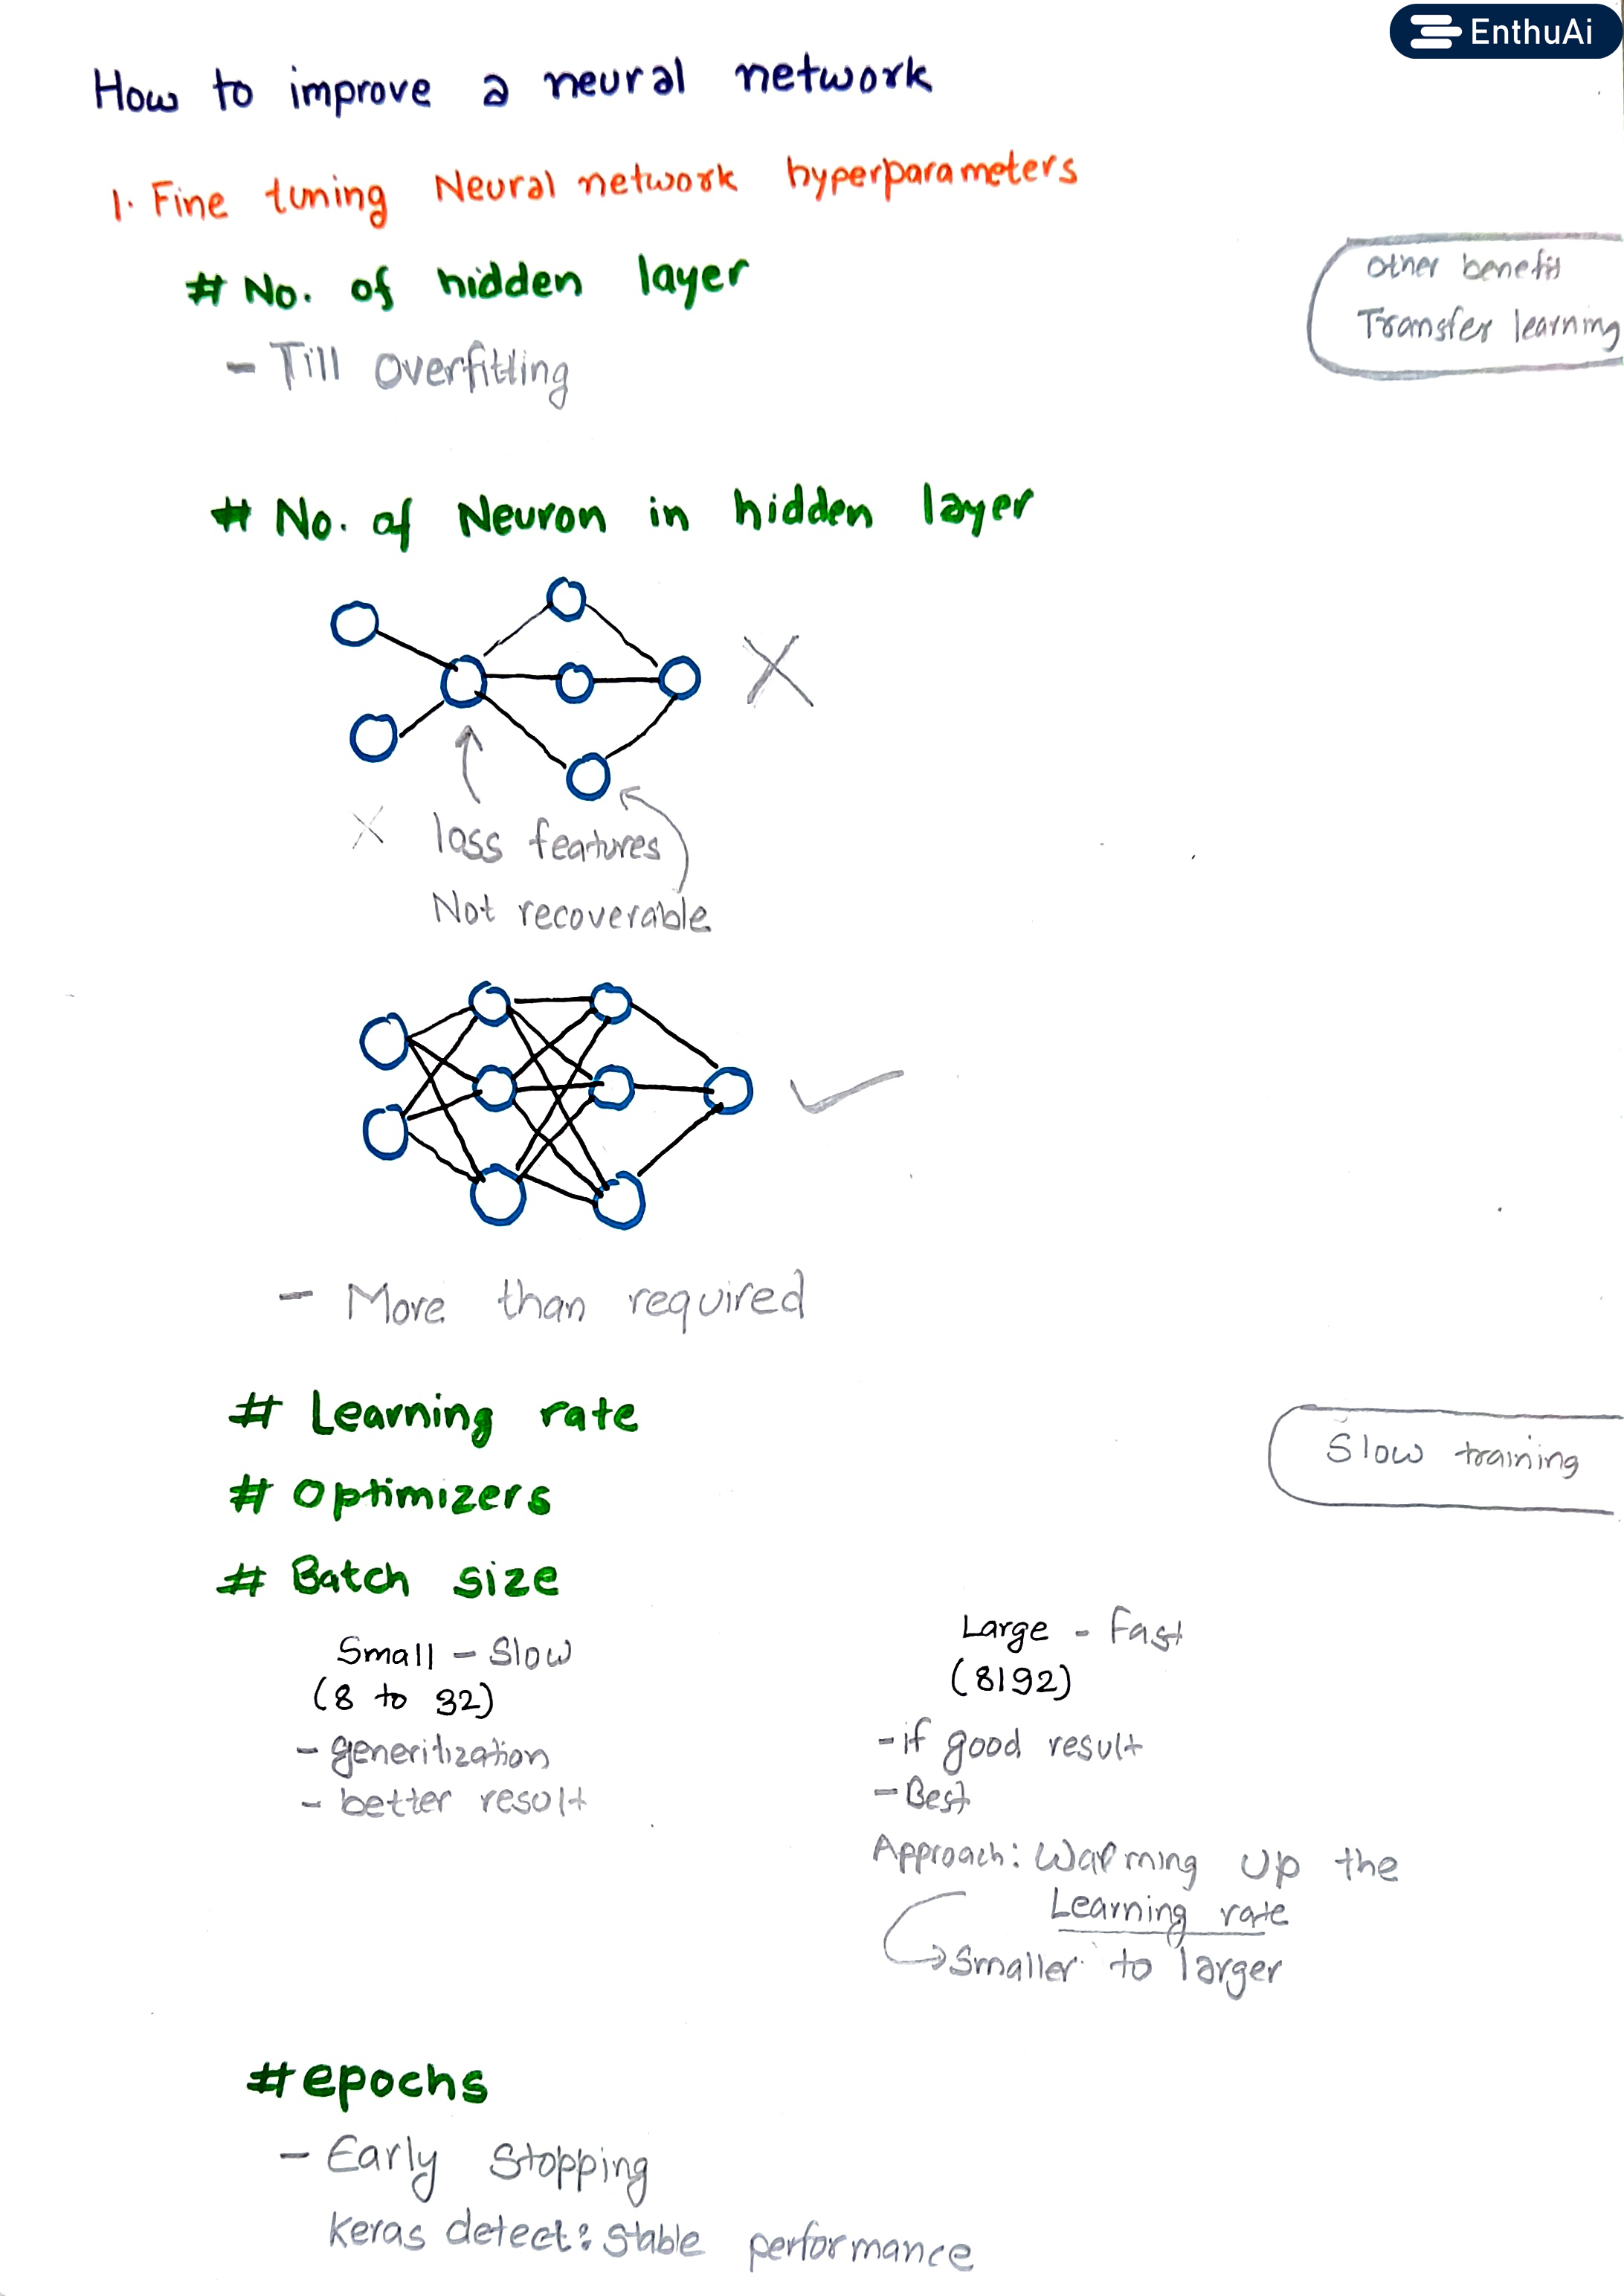 EnthuAi
How to improve a neural network
1. Fine tuning Neural network hyperparameters
# No. of hidden layer
other benefit
Transfer learning
- Till Overfitting
# No. of Neuron in hidden layer
X
X loss features
Not recoverable
- More than required
# Learning rate
Slow training
# Optimizers
# Batch size
Small - Slow
(8 to 32)
- generitization
- better result
Large - Fast
(8192)
- if good result
- Best
Approach: Warming up the
Learning rate
Smaller to larger
# epochs
- Early Stopping
Keras detect: Stable performance